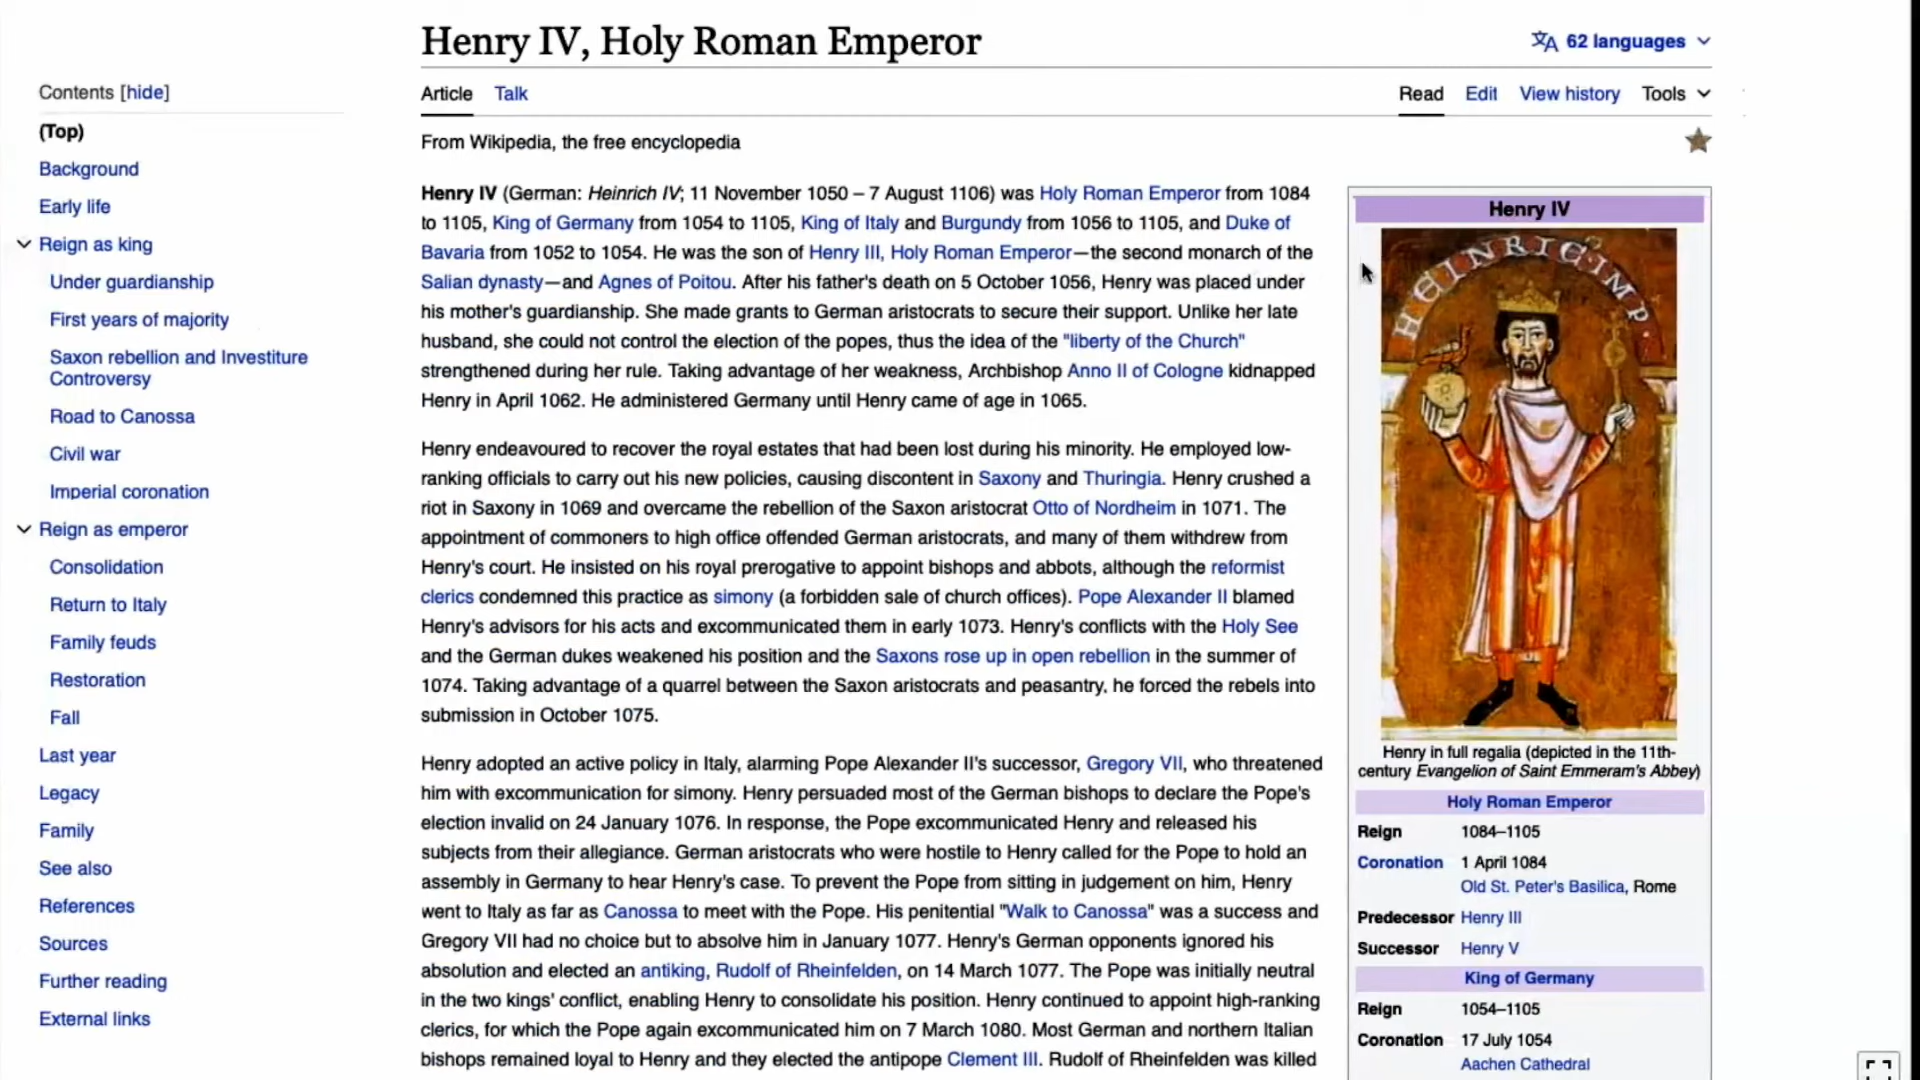 Henry IV, Holy Roman Emperor
62 languages
Contents [hide]
(Top)
Background
Early life
Reign as king
Under guardianship
First years of majority
Saxon rebellion and Investiture
Controversy
Road to Canossa
Civil war
Imperial coronation
Reign as emperor
Consolidation
Return to Italy
Family feuds
Restoration
Fall
Last year
Legacy
Family
See also
References
Sources
Further reading
External links
Article Talk
Read Edit View history Tools
From Wikipedia, the free encyclopedia
Henry IV (German: Heinrich IV; 11 November 1050 – 7 August 1106) was Holy Roman Emperor from 1084
to 1105, King of Germany from 1054 to 1105, King of Italy and Burgundy from 1056 to 1105, and Duke of
Bavaria from 1052 to 1054. He was the son of Henry III, Holy Roman Emperor—the second monarch of the
Salian dynasty—and Agnes of Poitou. After his father's death on 5 October 1056, Henry was placed under
his mother's guardianship. She made grants to German aristocrats to secure their support. Unlike her late
husband, she could not control the election of the popes, thus the idea of the "liberty of the Church"
strengthened during her rule. Taking advantage of her weakness, Archbishop Anno II of Cologne kidnapped
Henry in April 1062. He administered Germany until Henry came of age in 1065.
Henry endeavoured to recover the royal estates that had been lost during his minority. He employed low-
ranking officials to carry out his new policies, causing discontent in Saxony and Thuringia. Henry crushed a
riot in Saxony in 1069 and overcame the rebellion of the Saxon aristocrat Otto of Nordheim in 1071. The
appointment of commoners to high office offended German aristocrats, and many of them withdrew from
Henry's court. He insisted on his royal prerogative to appoint bishops and abbots, although the reformist
clerics condemned this practice as simony (a forbidden sale of church offices). Pope Alexander II blamed
Henry's advisors for his acts and excommunicated them in early 1073. Henry's conflicts with the Holy See
and the German dukes weakened his position and the Saxons rose up in open rebellion in the summer of
1074. Taking advantage of a quarrel between the Saxon aristocrats and peasantry, he forced the rebels into
submission in October 1075.
Henry adopted an active policy in Italy, alarming Pope Alexander II's successor, Gregory VII, who threatened
him with excommunication for simony. Henry persuaded most of the German bishops to declare the Pope's
election invalid on 24 January 1076. In response, the Pope excommunicated Henry and released his
subjects from their allegiance. German aristocrats who were hostile to Henry called for the Pope to hold an
assembly in Germany to hear Henry's case. To prevent the Pope from sitting in judgement on him, Henry
went to Italy as far as Canossa to meet with the Pope. His penitential "Walk to Canossa" was a success and
Gregory VII had no choice but to absolve him in January 1077. Henry's German opponents ignored his
absolution and elected an antiking, Rudolf of Rheinfelden, on 14 March 1077. The Pope was initially neutral
in the two kings' conflict, enabling Henry to consolidate his position. Henry continued to appoint high-ranking
clerics, for which the Pope again excommunicated him on 7 March 1080. Most German and northern Italian
bishops remained loyal to Henry and they elected the antipope Clement III. Rudolf of Rheinfelden was killed
Henry IV
HEINRIC IMP
Henry in full regalia (depicted in the 11th-
century Evangelion of Saint Emmeram's Abbey)
Holy Roman Emperor
Reign 1084–1105
Coronation 1 April 1084
Old St. Peter's Basilica, Rome
Predecessor Henry III
Successor Henry V
King of Germany
Reign 1054–1105
Coronation 17 July 1054
Aachen Cathedral